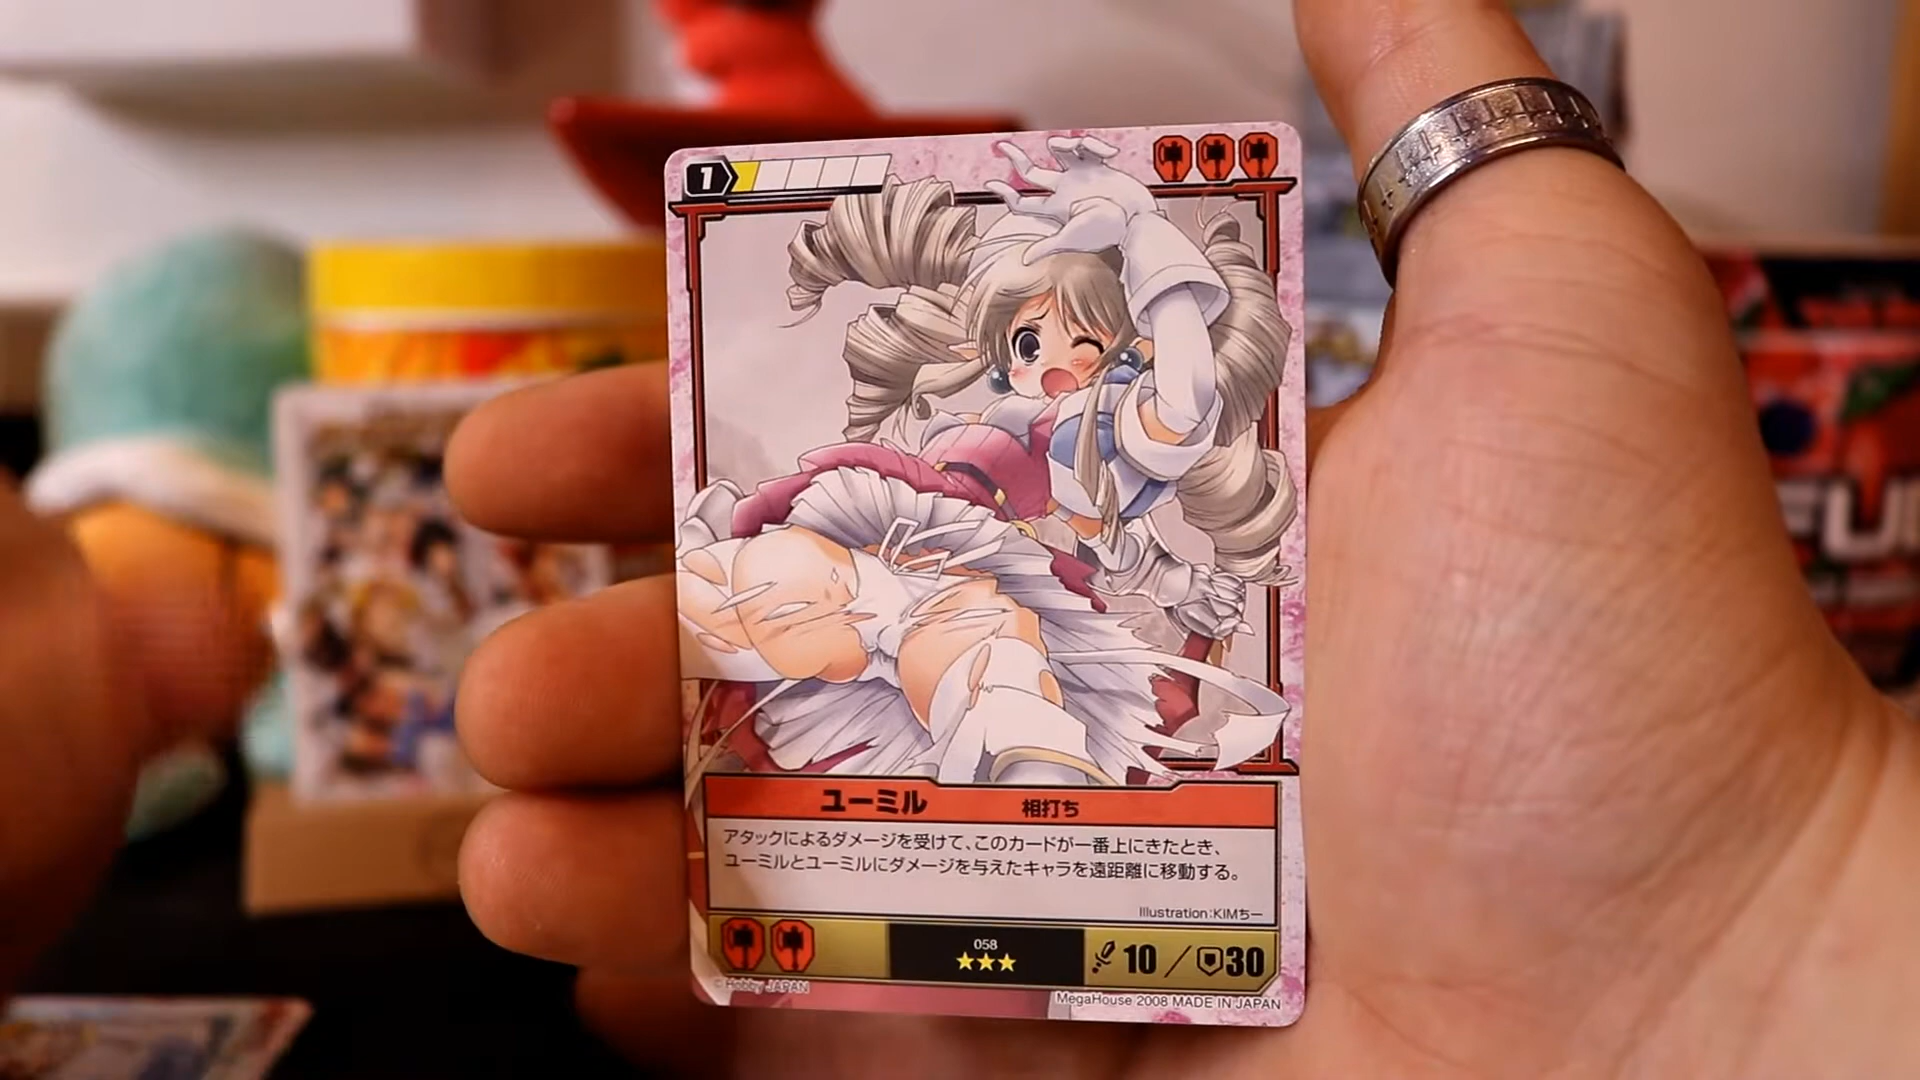 1
ユーミル 相打ち
アタックによるダメージを受けて、このカードが一番上にきたとき、
ユーミルとユーミルにダメージを与えたキャラを遠距離に移動する。
Illustration:KIMちー
058
★★★
10 / 30
© Hobby JAPAN
MegaHouse 2008 MADE IN JAPAN
FU